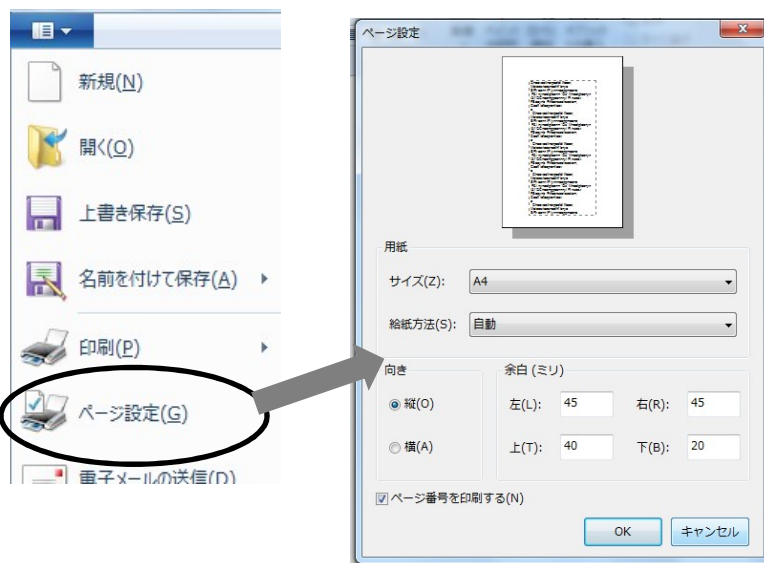 新規(N)
開く(O)
上書き保存(S)
名前を付けて保存(A)
印刷(P)
ページ設定(G)
電子メールの送信(D)
ページ設定
用紙
サイズ(Z): A4
給紙方法(S): 自動
向き
縦(O)
横(A)
余白 (ミリ)
左(L): 45 右(R): 45
上(T): 40 下(B): 20
ページ番号を印刷する(N)
OK キャンセル